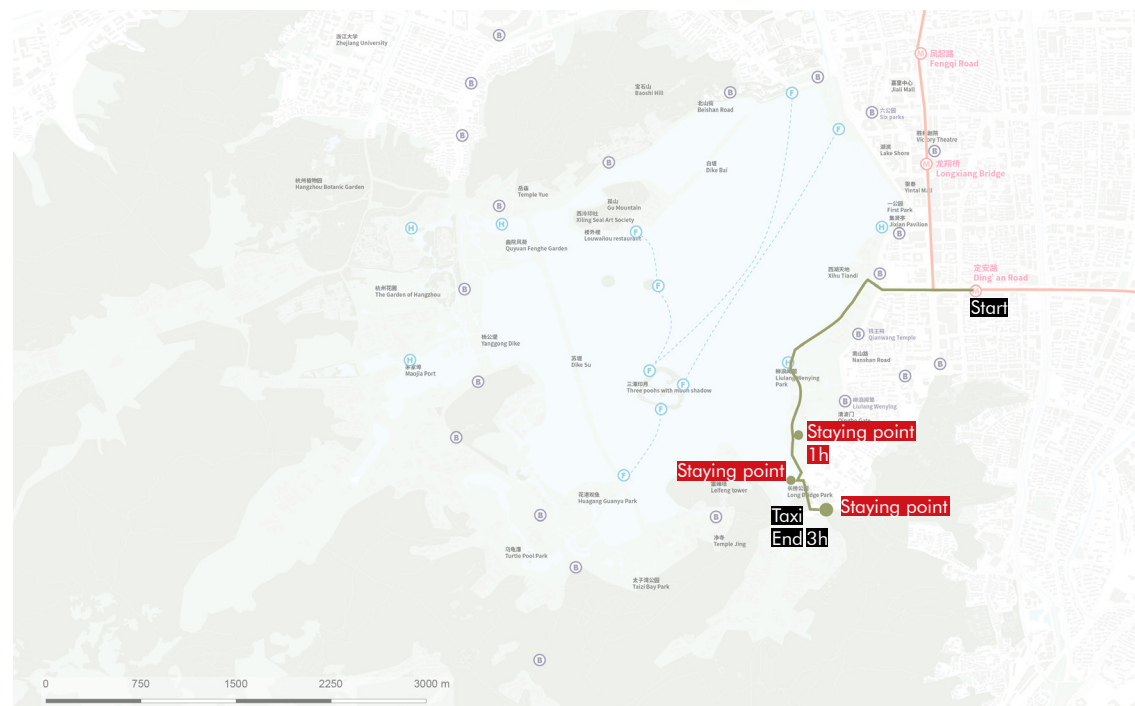 浙江大学
Zhejiang University
B
凤起路
Fengqi Road
M
B
B
嘉里中心
Jiali Mall
宝石山
Baoshi Hill
B
F
北山街
Beishan Road
B
六公园
Six parks
F
B
胜利剧院
Victory Theatre
B
湖滨
Lake Shore
M
龙翔桥
Longxiang Bridge
B
白堤
Dike Bai
杭州植物园
Hangzhou Botanic Garden
岳庙
Temple Yue
Yintai Mall
孤山
Gu Mountain
B
一公园
First Park
西泠印社
Xiling Seal Art Society
集贤亭
Jixian Pavilion
H
H
H
B
楼外楼
Louwailou restaurant
F
曲院风荷
Quyuan Fenghe Garden
西湖天地
Xihu Tiandi
B
定安路
Ding' an Road
M
杭州花圃
The Garden of Hangzhou
B
F
Start
杨公堤
Yanggong Dike
B
钱王祠
Qianwang Temple
南山路
Nanshan Road
B
H
茅家埠
Maojia Port
苏堤
Dike Su
H
柳浪闻莺
Liulang Wenying
Park
F
B
B
三潭印月
Three pools with moon shadow
F
F
B
柳浪闻莺
Liulang Wenying
清波门
B
Staying point
1h
Staying point
F
Leifeng tower
长桥公园
Long Bridge Park
花港观鱼
Huagang Guanyu Park
Staying point
B
B
Taxi
End 3h
净寺
Temple Jing
乌龟潭
Turtle Pool Park
B
太子湾公园
Taizi Bay Park
B
0 750 1500 2250 3000 m